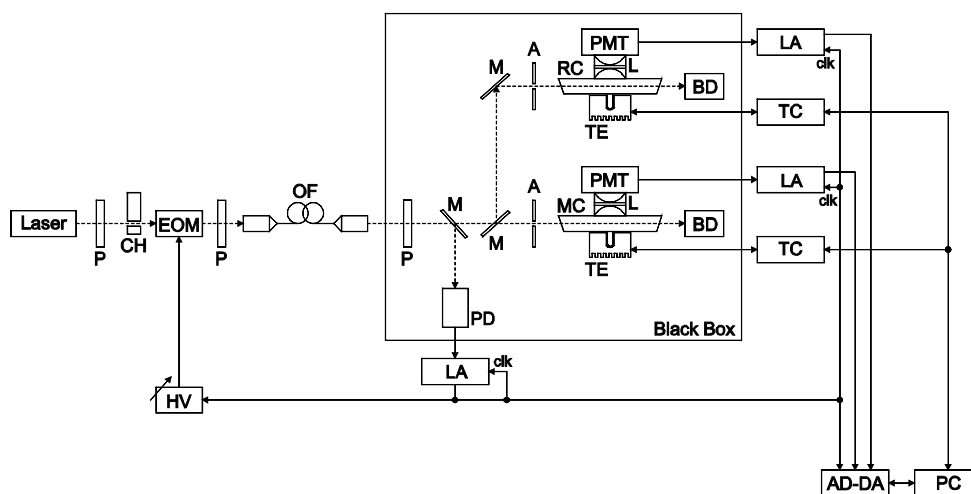 PMT
LA
clk
A
M
RC
L
BD
TE
TC
PMT
LA
clk
OF
A
M
MC
L
BD
Laser
EOM
CH
P
P
P
M
TE
TC
PD
Black Box
LA
clk
HV
AD-DA
PC